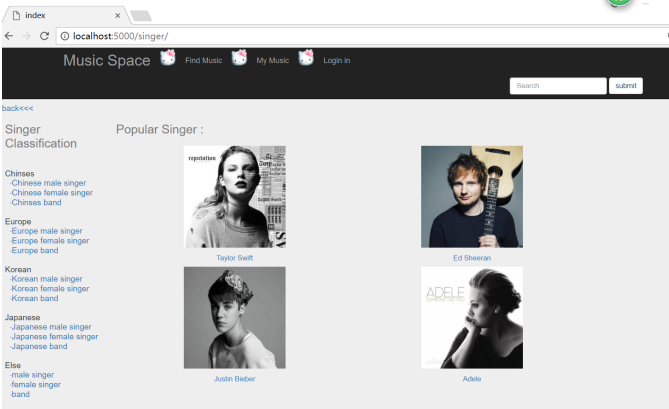 index
localhost:5000/singer/
Music Space Find Music My Music Login in
Search submit
back<<<
Singer
Classification
Popular Singer :
Chinses
·Chinese male singer
·Chinese female singer
·Chinses band
Europe
·Europe male singer
·Europe female singer
·Europe band
Korean
·Korean male singer
·Korean female singer
·Korean band
Japanese
·Japanese male singer
·Japanese female singer
·Japanese band
Else
·male singer
·female singer
·band
reputation
Taylor Swift
Ed Sheeran
ADELE
Justin Bieber
Adele